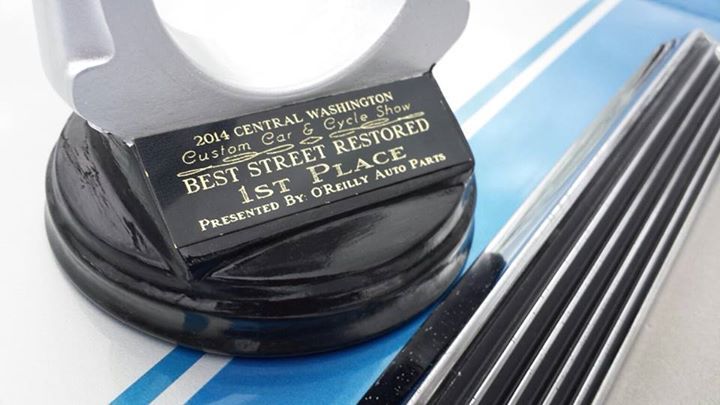 2014 CENTRAL WASHINGTON
Custom Car & Cycle Show
BEST STREET RESTORED
1ST PLACE
PRESENTED BY: O'REILLY AUTO PARTS